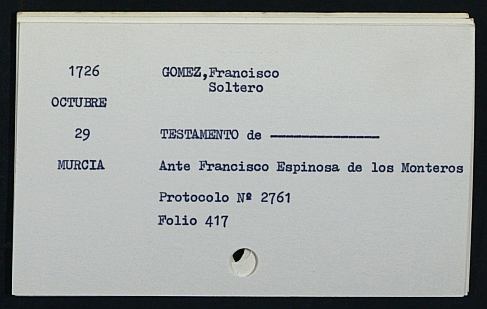 1726 GOMEZ,Francisco
Soltero
OCTUBRE
29 TESTAMENTO de ——————————
MURCIA Ante Francisco Espinosa de los Monteros
Protocolo Nº 2761
Folio 417